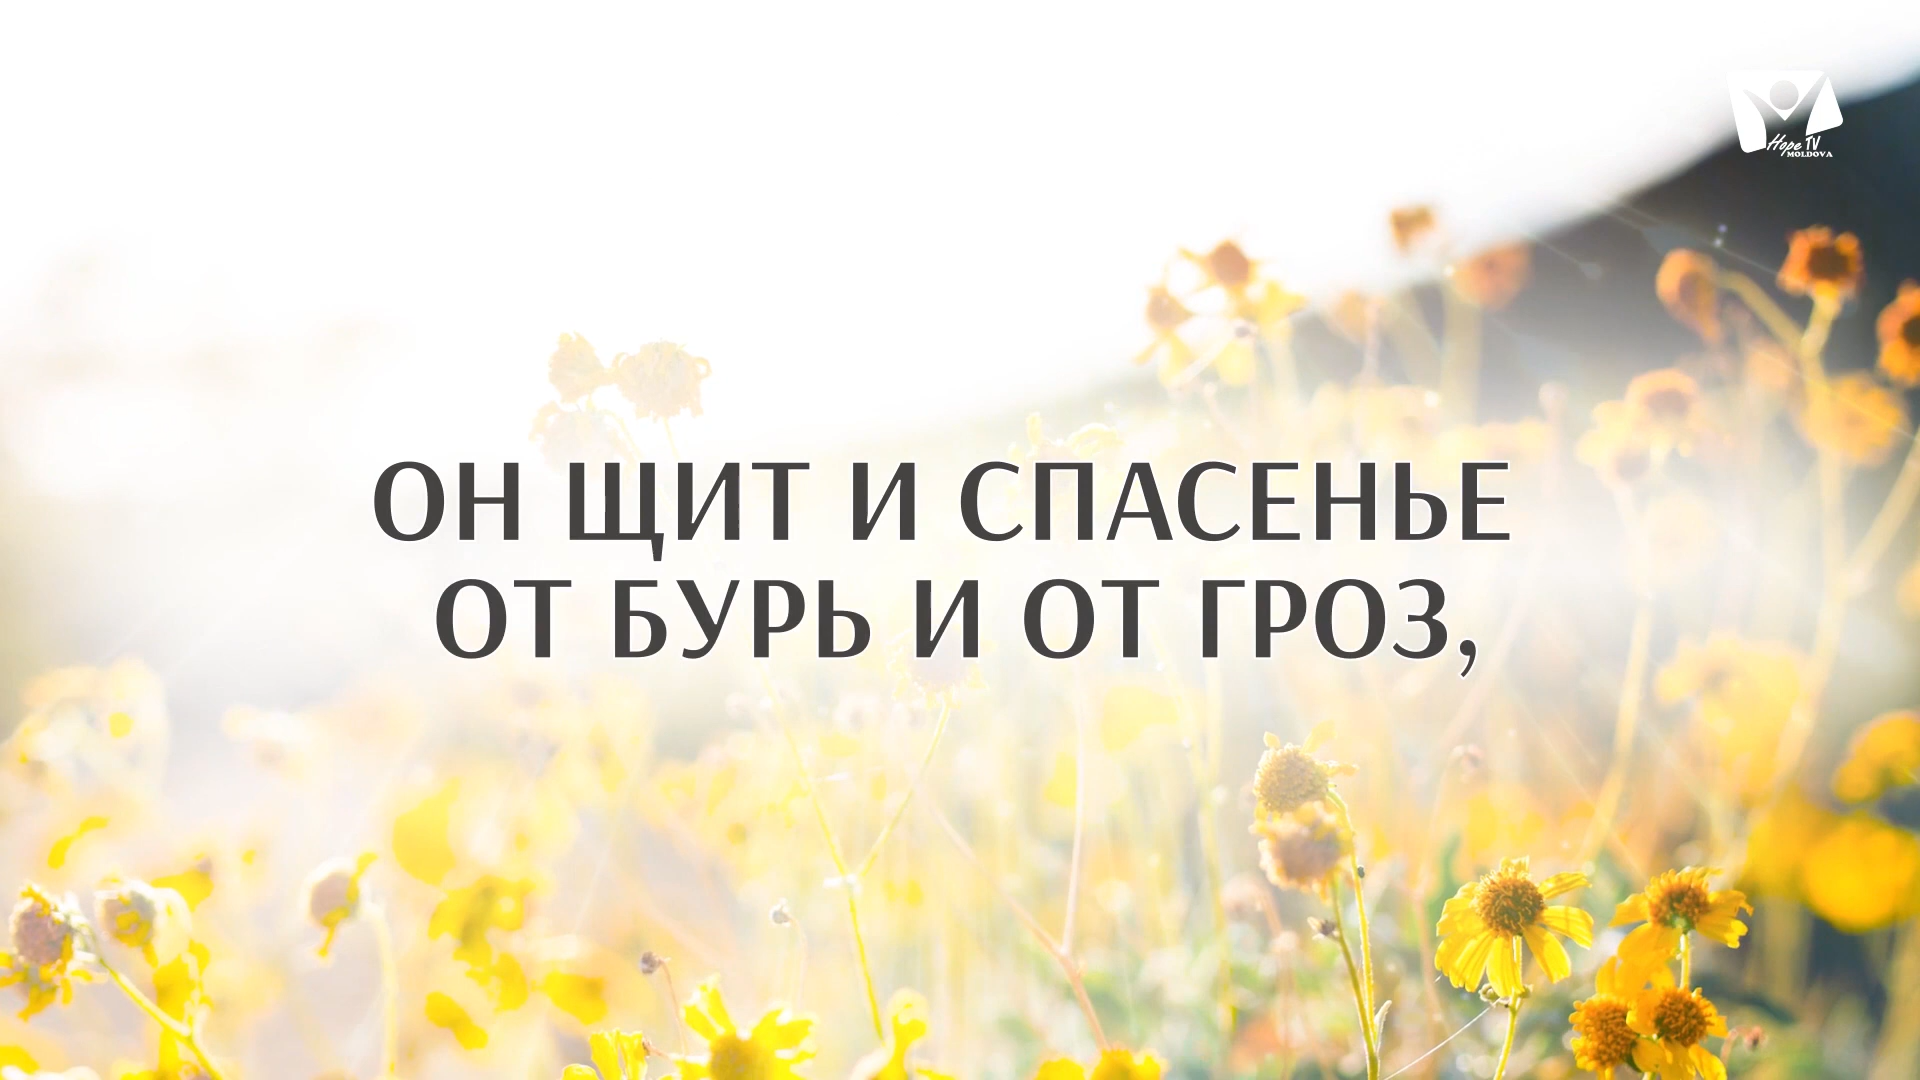 Hope TV
MOLDOVA
ОН ЩИТ И СПАСЕНЬЕ
ОТ БУРЬ И ОТ ГРОЗ,